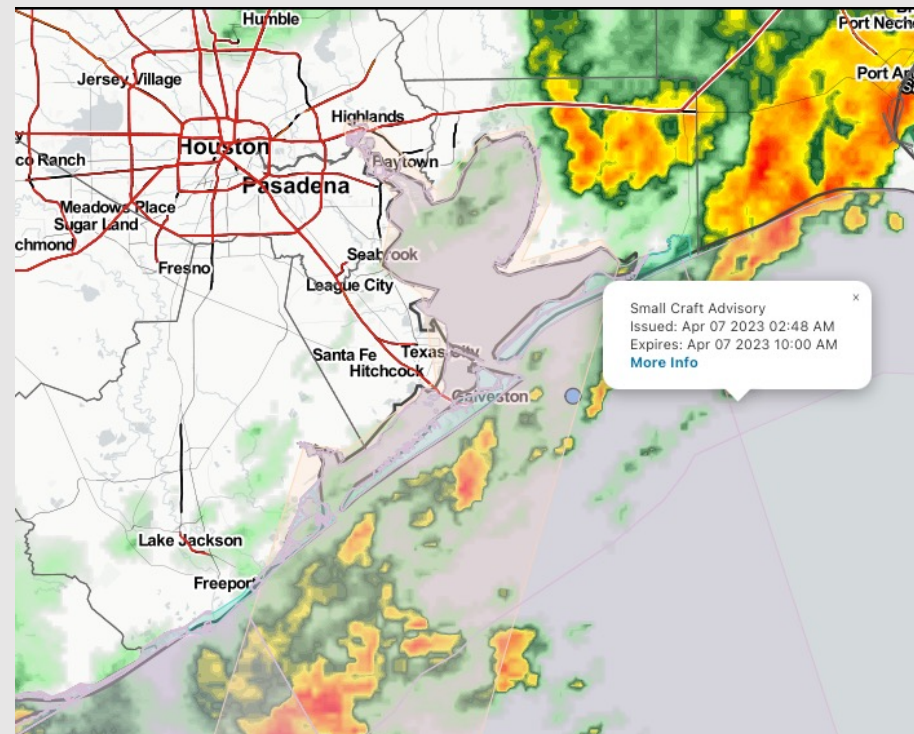 Humble
Port Nech
Jersey Village
Port Ar
Highlands
Houston
co Ranch
Baytown
Pasadena
Meadows Place
Sugar Land
chmond
Seabrook
Fresno
League City
Small Craft Advisory
Issued: Apr 07 2023 02:48 AM
Expires: Apr 07 2023 10:00 AM
More Info
Santa Fe
Texas City
Hitchcock
Galveston
Lake Jackson
Freeport